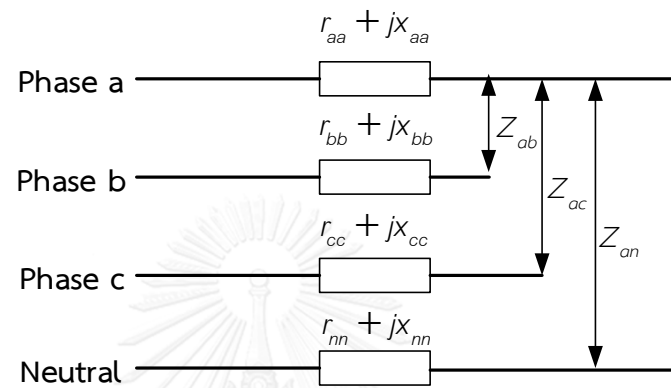 r_aa + jx_aa
Phase a
r_bb + jx_bb
Z_ab
Phase b
Z_ac
r_cc + jx_cc
Z_an
Phase c
r_nn + jx_nn
Neutral